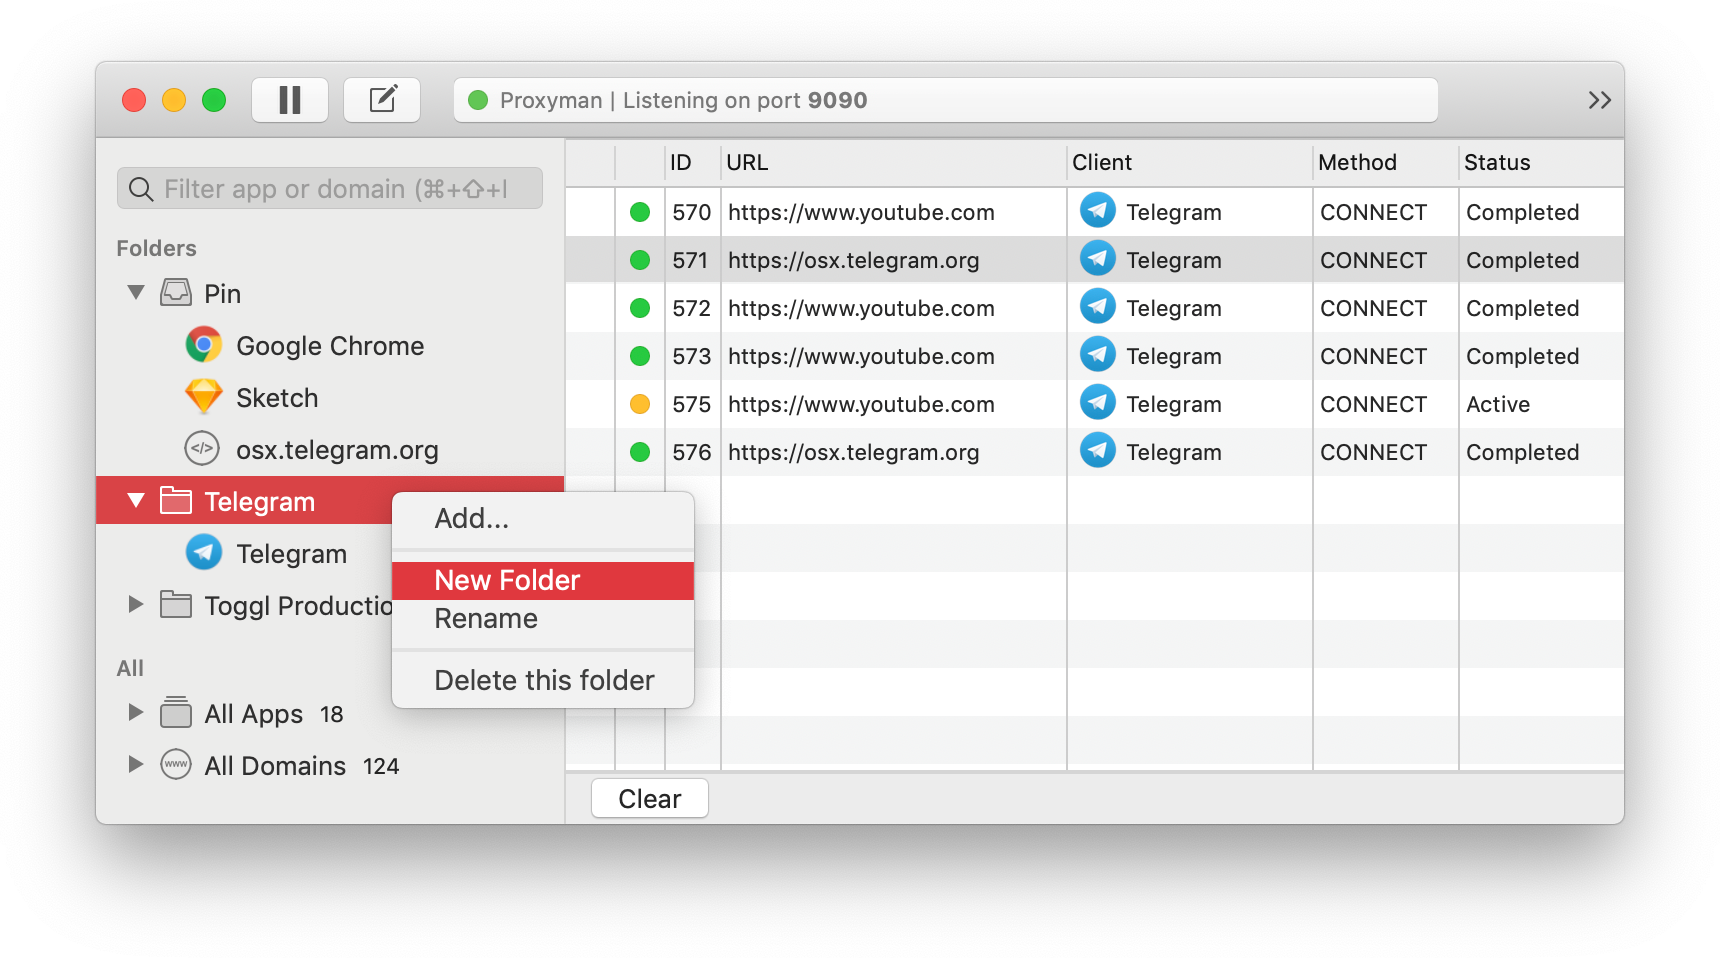 Proxyman | Listening on port 9090
Filter app or domain (⌘+⇧+
Folders
Pin
Google Chrome
Sketch
osx.telegram.org
Telegram
Telegram
Toggl Productio
All
All Apps 18
www
All Domains 124
Add...
New Folder
Rename
Delete this folder
ID URL Client Method Status
570 https://www.youtube.com Telegram CONNECT Completed
571 https://osx.telegram.org Telegram CONNECT Completed
572 https://www.youtube.com Telegram CONNECT Completed
573 https://www.youtube.com Telegram CONNECT Completed
575 https://www.youtube.com Telegram CONNECT Active
576 https://osx.telegram.org Telegram CONNECT Completed
Clear